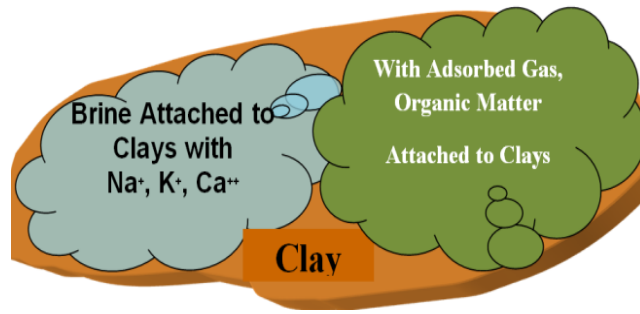 Brine Attached to
Clays with
Na⁺, K⁺, Ca⁺⁺
With Adsorbed Gas,
Organic Matter
Attached to Clays
Clay